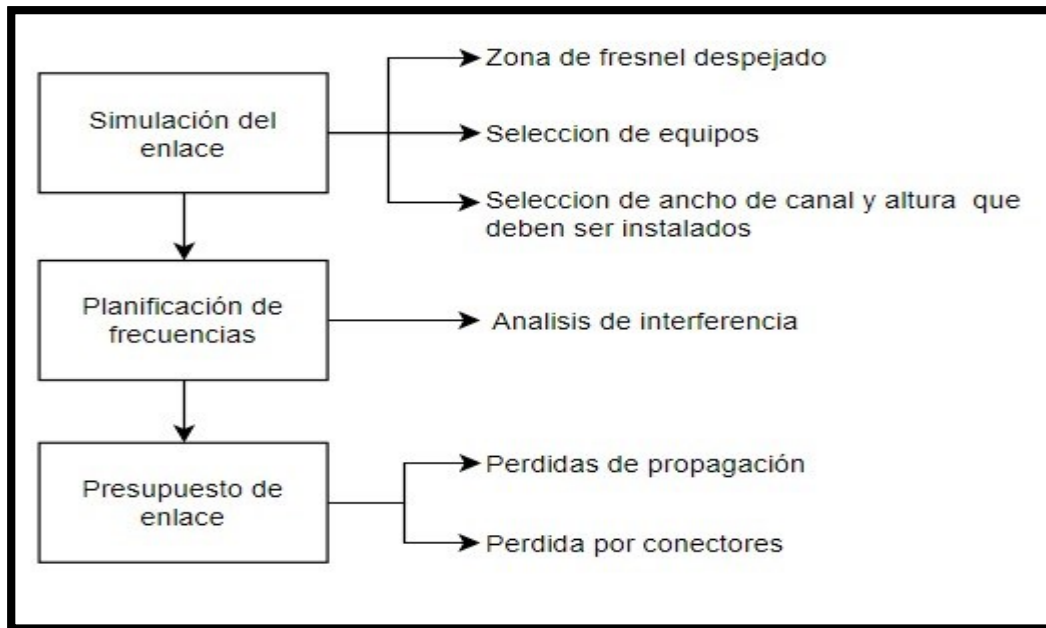 Simulación del
enlace
Zona de fresnel despejado
Seleccion de equipos
Seleccion de ancho de canal y altura que
deben ser instalados
Planificación de
frecuencias
Analisis de interferencia
Presupuesto de
enlace
Perdidas de propagación
Perdida por conectores